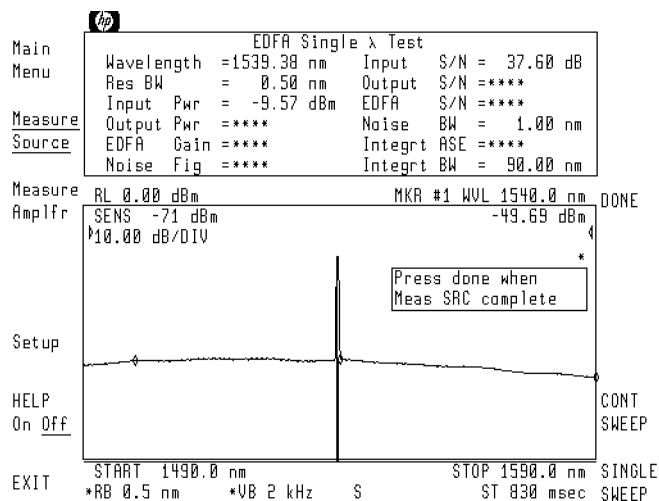 hp
EDFA Single λ Test
Wavelength =1539.38 nm Input S/N = 37.60 dB
Res BW = 0.50 nm Output S/N =****
Input Pwr = -9.57 dBm EDFA S/N =****
Output Pwr =**** Noise BW = 1.00 nm
EDFA Gain =**** Integrt ASE =****
Noise Fig =**** Integrt BW = 90.00 nm
Main
Menu
Measure
Source
Measure
Amplfr
Setup
HELP
On Off
EXIT
RL 0.00 dBm MKR #1 WVL 1540.0 nm
SENS -71 dBm -49.69 dBm
10.00 dB/DIV
*
Press done when
Meas SRC complete
START 1490.0 nm STOP 1590.0 nm
*RB 0.5 nm *VB 2 kHz S ST 830 msec
DONE
CONT
SWEEP
SINGLE
SWEEP